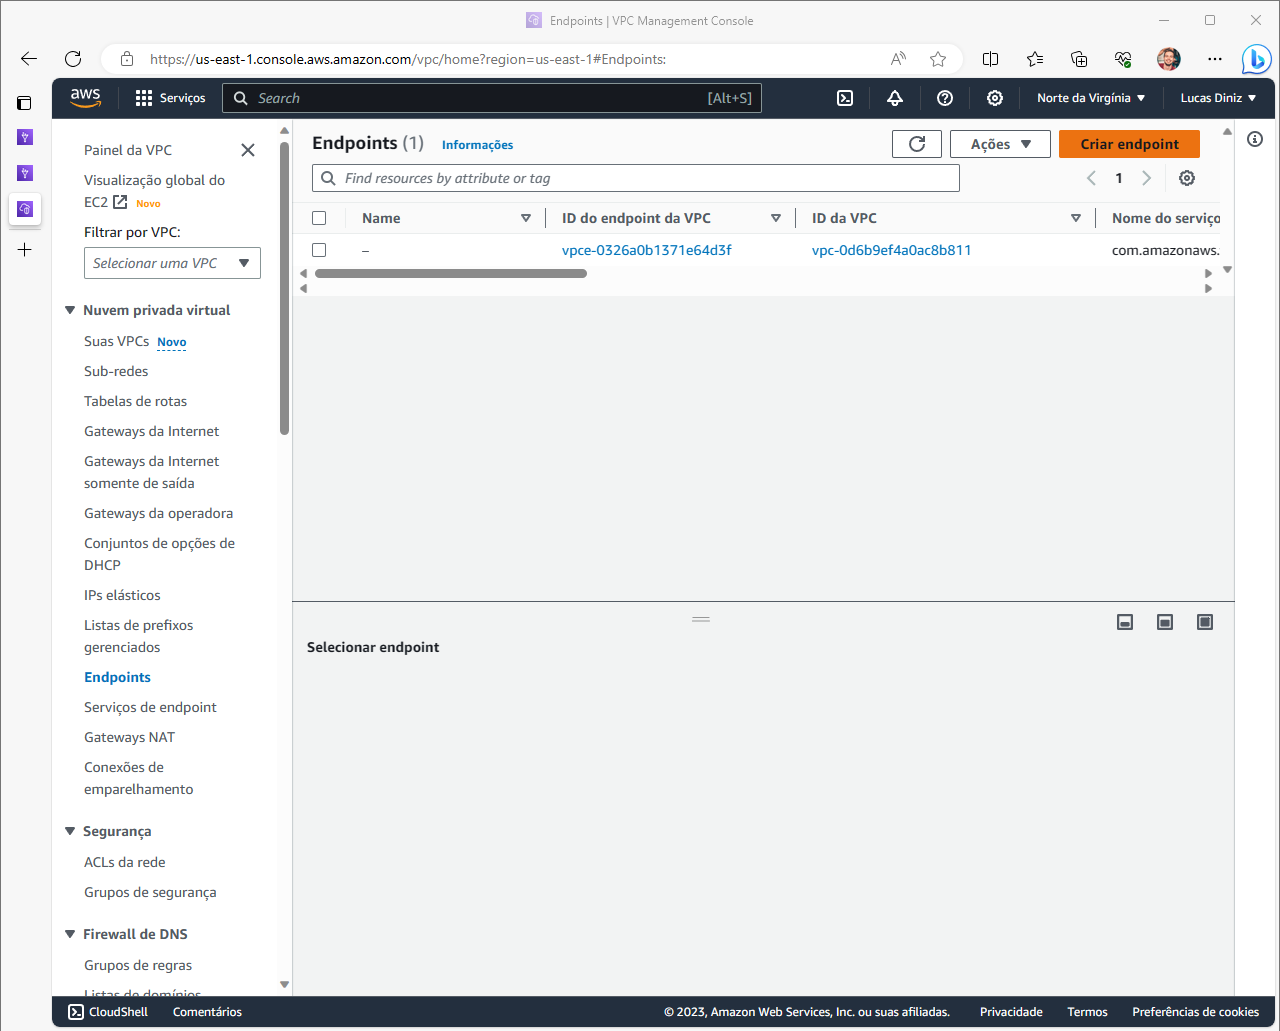 Endpoints | VPC Management Console
https://us-east-1.console.aws.amazon.com/vpc/home?region=us-east-1#Endpoints:
aws
Serviços
Search
[Alt+S]
Norte da Virgínia
Lucas Diniz
Painel da VPC
Visualização global do
EC2
Novo
Filtrar por VPC:
Selecionar uma VPC
Nuvem privada virtual
Suas VPCs
Novo
Sub-redes
Tabelas de rotas
Gateways da Internet
Gateways da Internet
somente de saída
Gateways da operadora
Conjuntos de opções de
DHCP
IPs elásticos
Listas de prefixos
gerenciados
Endpoints
Serviços de endpoint
Gateways NAT
Conexões de
emparelhamento
Segurança
ACLs da rede
Grupos de segurança
Firewall de DNS
Grupos de regras
Listas de domínios
Endpoints (1)
Informações
Ações
Criar endpoint
Find resources by attribute or tag
1
Name
ID do endpoint da VPC
ID da VPC
Nome do serviço
–
vpce-0326a0b1371e64d3f
vpc-0d6b9ef4a0ac8b811
com.amazonaws.
Selecionar endpoint
CloudShell
Comentários
© 2023, Amazon Web Services, Inc. ou suas afiliadas.
Privacidade
Termos
Preferências de cookies